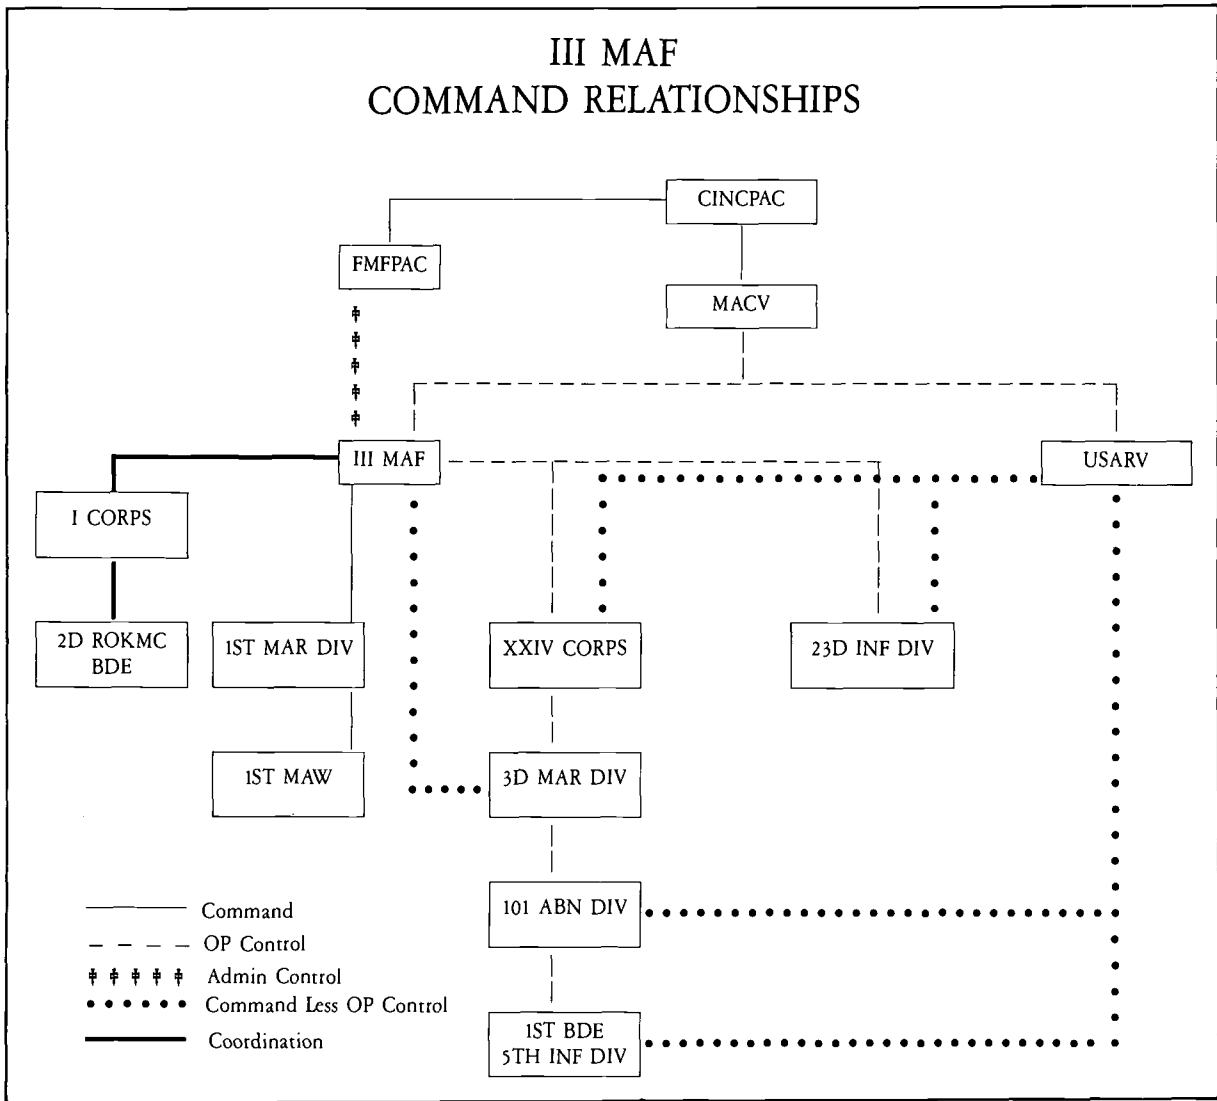 III MAF
COMMAND RELATIONSHIPS
CINCPAC
FMFPAC
MACV
III MAF
USARV
I CORPS
2D ROKMC
BDE
1ST MAR DIV
XXIV CORPS
23D INF DIV
1ST MAW
3D MAR DIV
101 ABN DIV
1ST BDE
5TH INF DIV
Command
OP Control
Admin Control
Command Less OP Control
Coordination